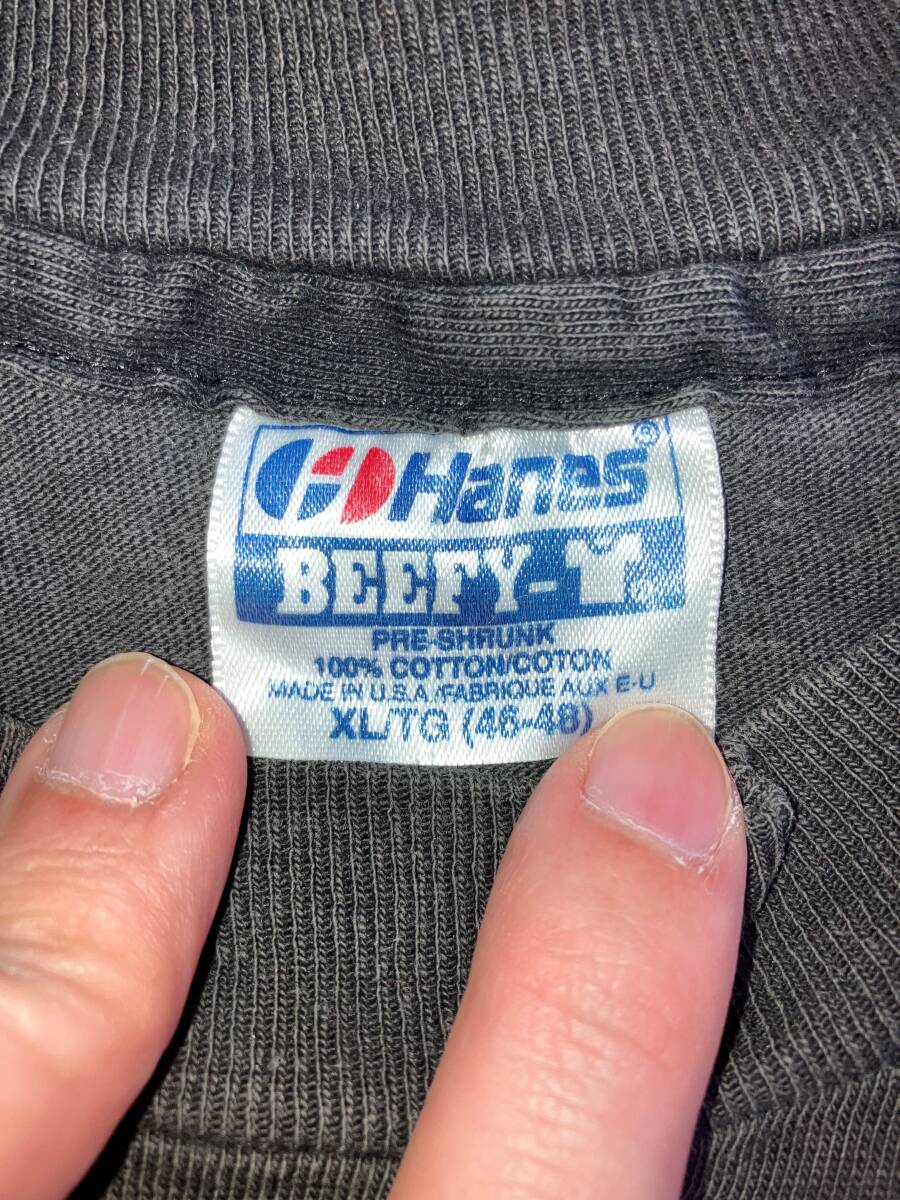 Hanes®
BEEFY-T®
PRE-SHRUNK
100% COTTON/COTON
MADE IN U.S.A./FABRIQUE AUX E-U
XL/TG (46-48)